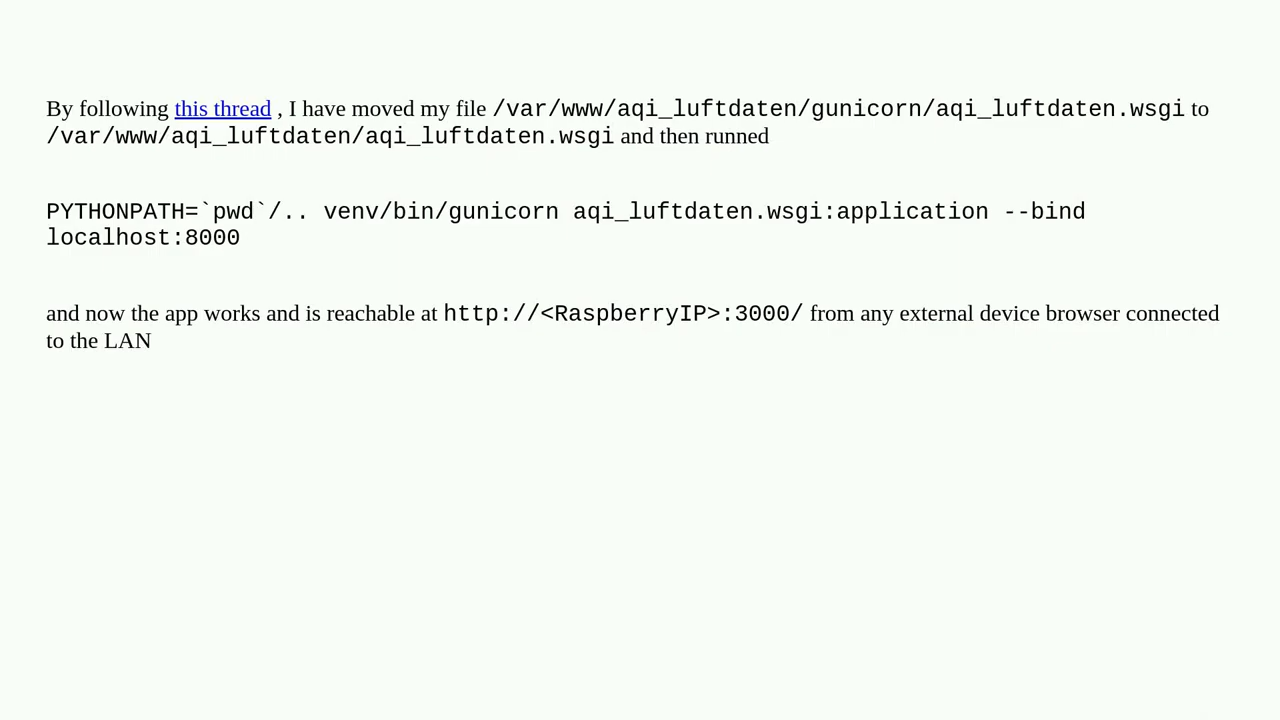 By following this thread , I have moved my file /var/www/aqi_luftdaten/gunicorn/aqi_luftdaten.wsgi to
/var/www/aqi_luftdaten/aqi_luftdaten.wsgi and then runned
PYTHONPATH=`pwd`/.. venv/bin/gunicorn aqi_luftdaten.wsgi:application --bind
localhost:8000
and now the app works and is reachable at http://<RaspberryIP>:3000/ from any external device browser connected
to the LAN